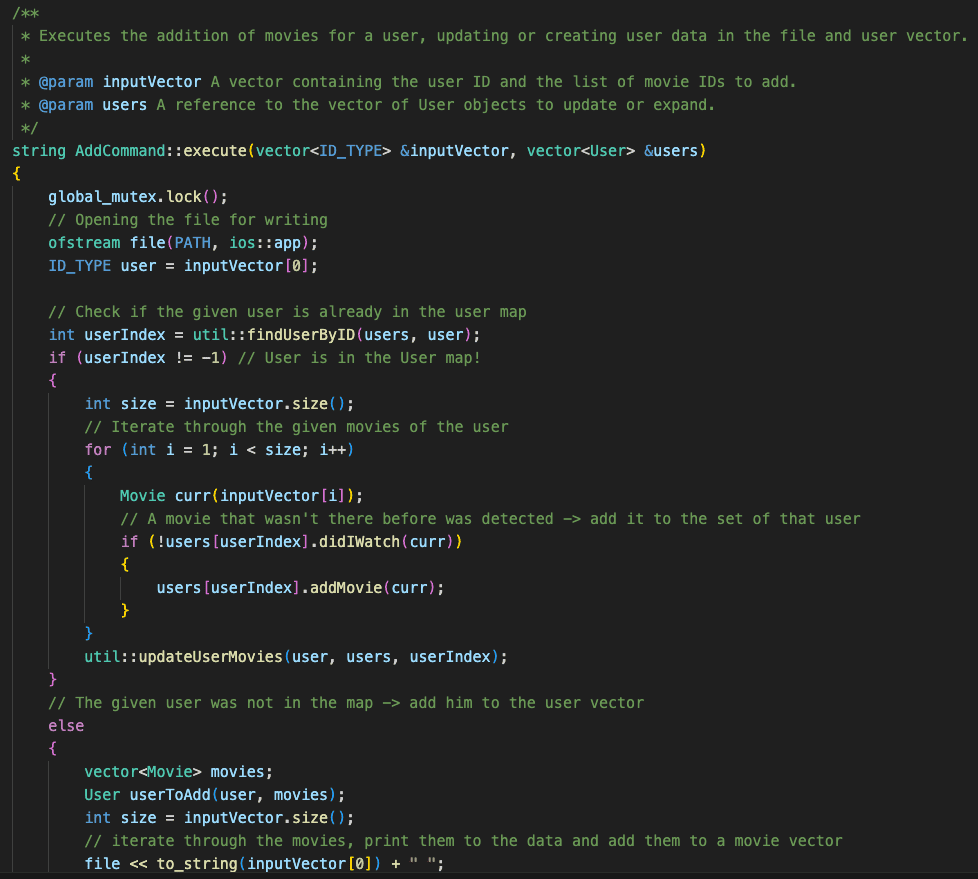 /**
 * Executes the addition of movies for a user, updating or creating user data in the file and user vector.
 *
 * @param inputVector A vector containing the user ID and the list of movie IDs to add.
 * @param users A reference to the vector of User objects to update or expand.
 */
string AddCommand::execute(vector<ID_TYPE> &inputVector, vector<User> &users)
{
    global_mutex.lock();
    // Opening the file for writing
    ofstream file(PATH, ios::app);
    ID_TYPE user = inputVector[0];

    // Check if the given user is already in the user map
    int userIndex = util::findUserByID(users, user);
    if (userIndex != -1) // User is in the User map!
    {
        int size = inputVector.size();
        // Iterate through the given movies of the user
        for (int i = 1; i < size; i++)
        {
            Movie curr(inputVector[i]);
            // A movie that wasn't there before was detected -> add it to the set of that user
            if (!users[userIndex].didIWatch(curr))
            {
                users[userIndex].addMovie(curr);
            }
        }
        util::updateUserMovies(user, users, userIndex);
    }
    // The given user was not in the map -> add him to the user vector
    else
    {
        vector<Movie> movies;
        User userToAdd(user, movies);
        int size = inputVector.size();
        // iterate through the movies, print them to the data and add them to a movie vector
        file << to_string(inputVector[0]) + " ";